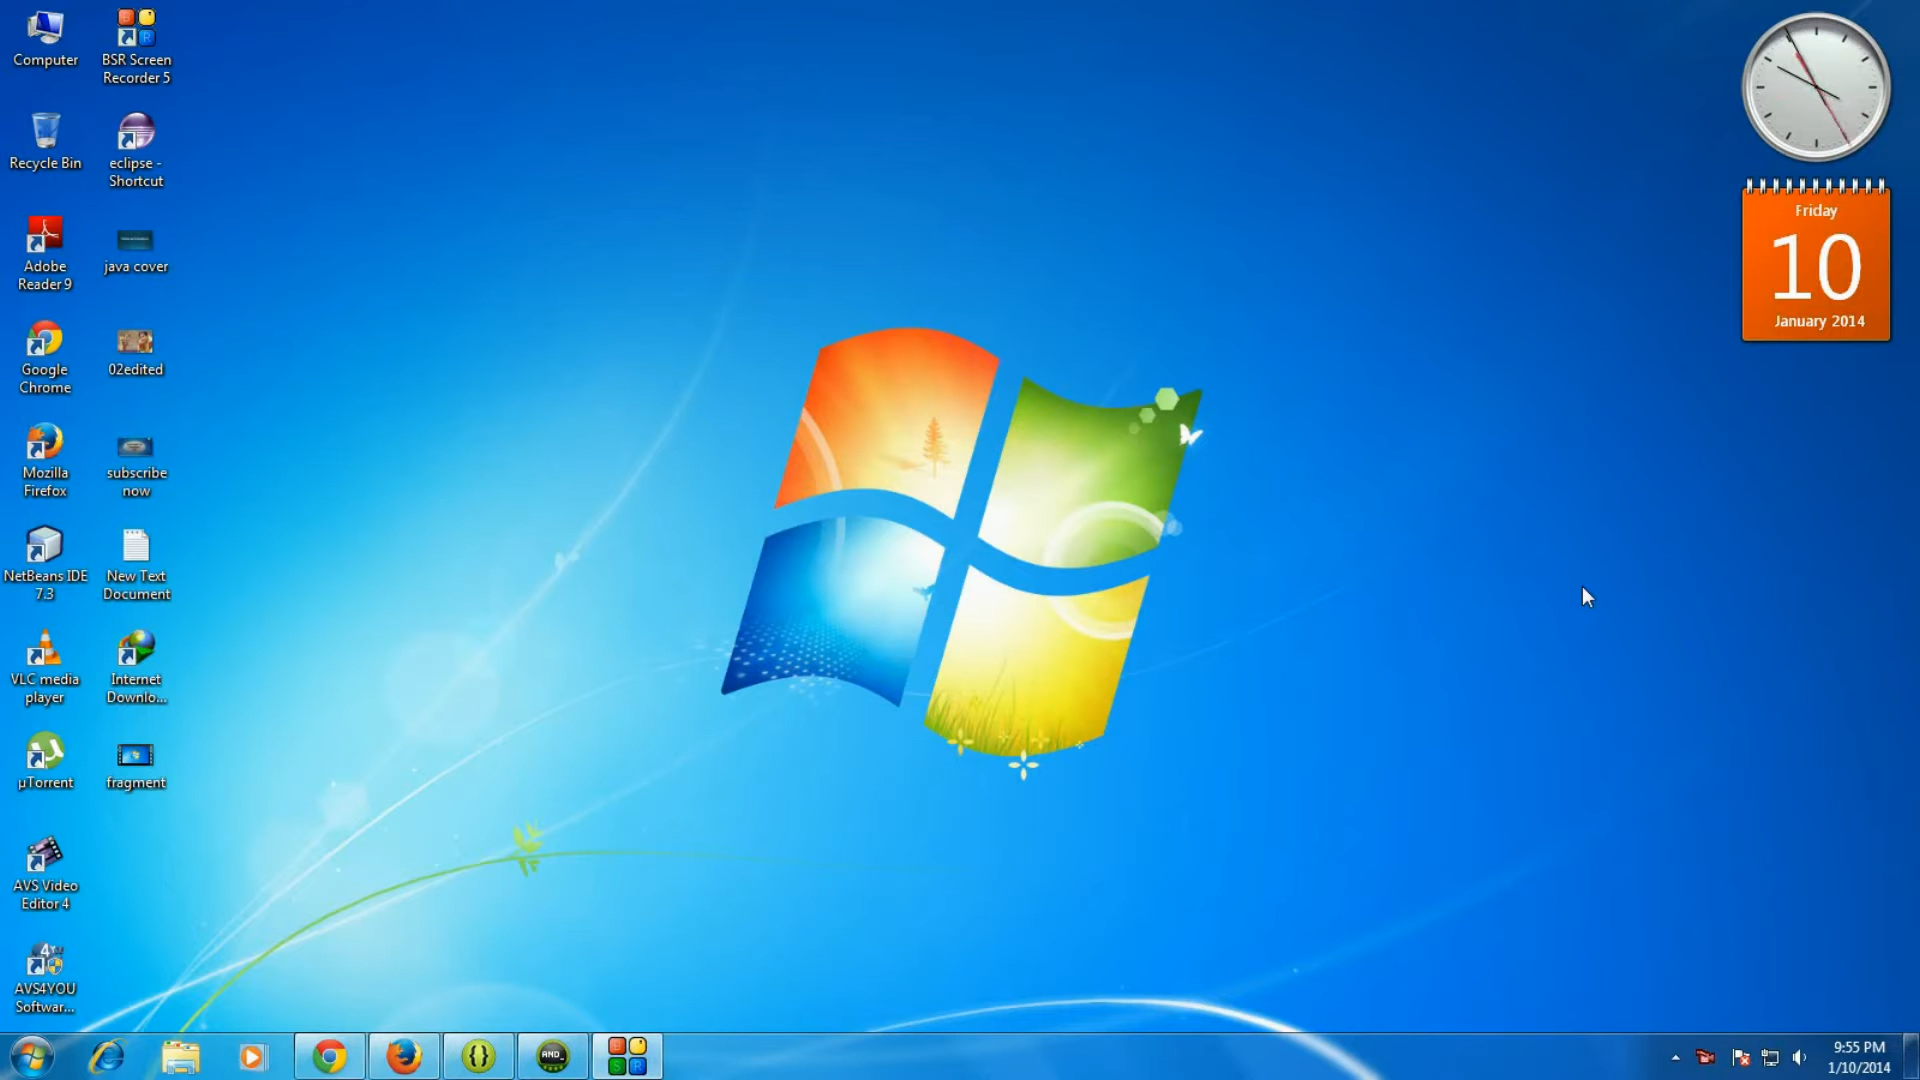 Computer
BSR Screen
Recorder 5
Recycle Bin
eclipse -
Shortcut
Adobe
Reader 9
java cover
Google
Chrome
02edited
Mozilla
Firefox
subscribe
now
NetBeans IDE
7.3
New Text
Document
VLC media
player
Internet
Downlo...
µTorrent
fragment
AVS Video
Editor 4
4You
AVS4YOU
Softwar...
Friday
10
January 2014
{}
AND_
B
S R
9:55 PM
1/10/2014